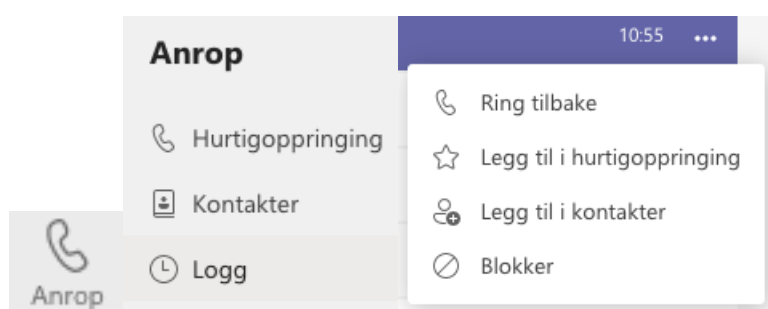 Anrop
Hurtigoppringing
Kontakter
Logg
Anrop
10:55
Ring tilbake
Legg til i hurtigoppringing
Legg til i kontakter
Blokker